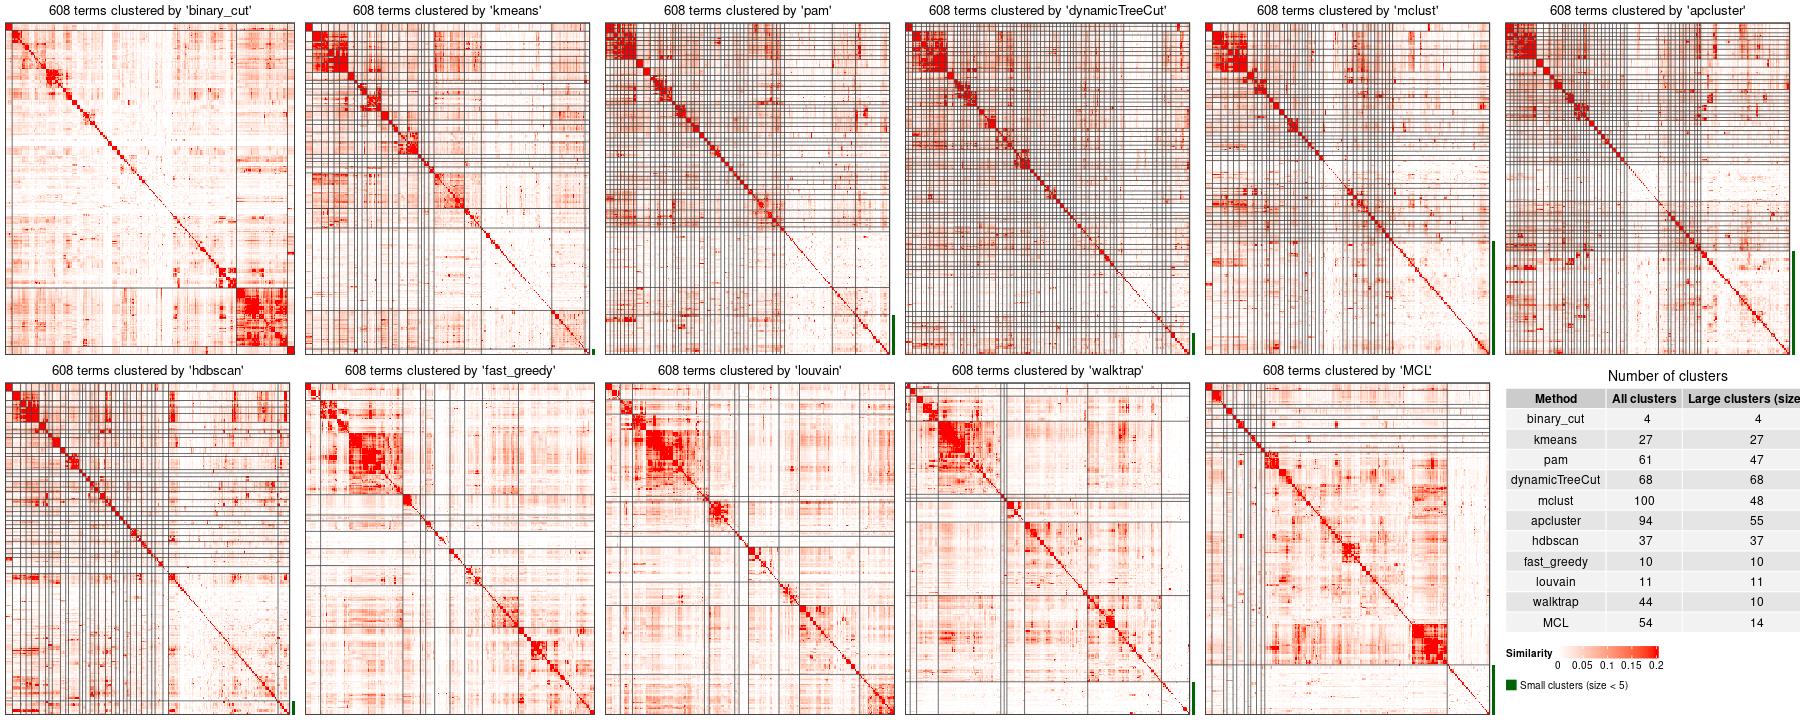 608 terms clustered by 'binary_cut'
608 terms clustered by 'kmeans'
608 terms clustered by 'pam'
608 terms clustered by 'dynamicTreeCut'
608 terms clustered by 'mclust'
608 terms clustered by 'apcluster'
608 terms clustered by 'hdbscan'
608 terms clustered by 'fast_greedy'
608 terms clustered by 'louvain'
608 terms clustered by 'walktrap'
608 terms clustered by 'MCL'
Number of clusters
Method All clusters Large clusters (size
binary_cut 4 4
kmeans 27 27
pam 61 47
dynamicTreeCut 68 68
mclust 100 48
apcluster 94 55
hdbscan 37 37
fast_greedy 10 10
louvain 11 11
walktrap 44 10
MCL 54 14
Similarity
0 0.05 0.1 0.15 0.2
Small clusters (size < 5)